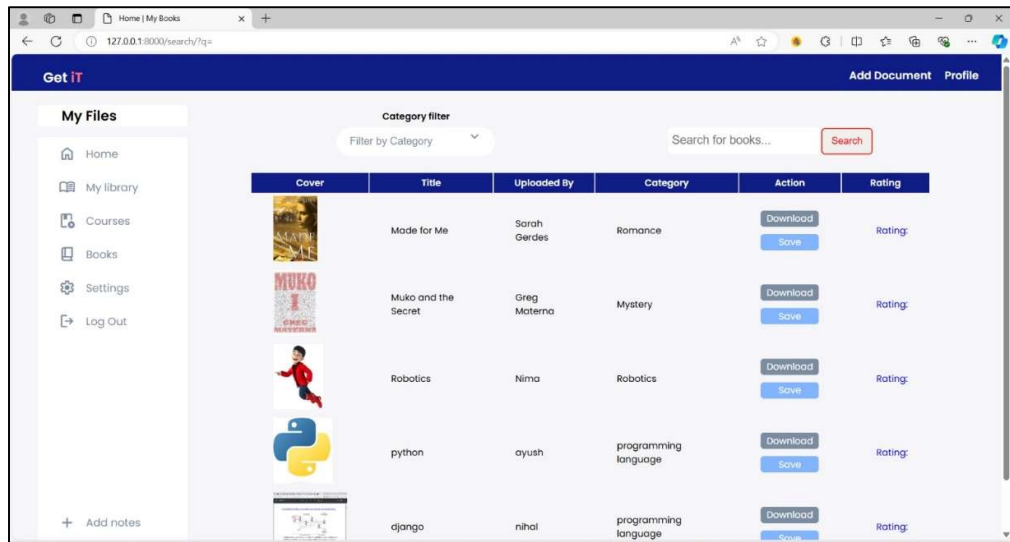 Home | My Books
127.0.0.1:8000/search/?q=
Get iT
Add Document Profile
My Files
Home
My library
Courses
Books
Settings
Log Out
Add notes
Category filter
Filter by Category
Search for books...
Search
Cover Title Uploaded By Category Action Rating
MADE
ME
Made for Me
Sarah
Gerdes
Romance
Download
Save
Rating:
MUKO
GREG
MATERNA
Muko and the
Secret
Greg
Materna
Mystery
Download
Save
Rating:
Robotics
Nima
Robotics
Download
Save
Rating:
python
ayush
programming
language
Download
Save
Rating:
django
nihal
programming
language
Download
Save
Rating: